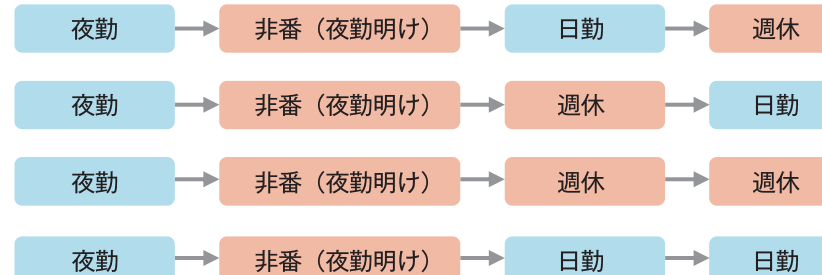 夜勤 非番（夜勤明け） 日勤 週休
夜勤 非番（夜勤明け） 週休 日勤
夜勤 非番（夜勤明け） 週休 週休
夜勤 非番（夜勤明け） 日勤 日勤